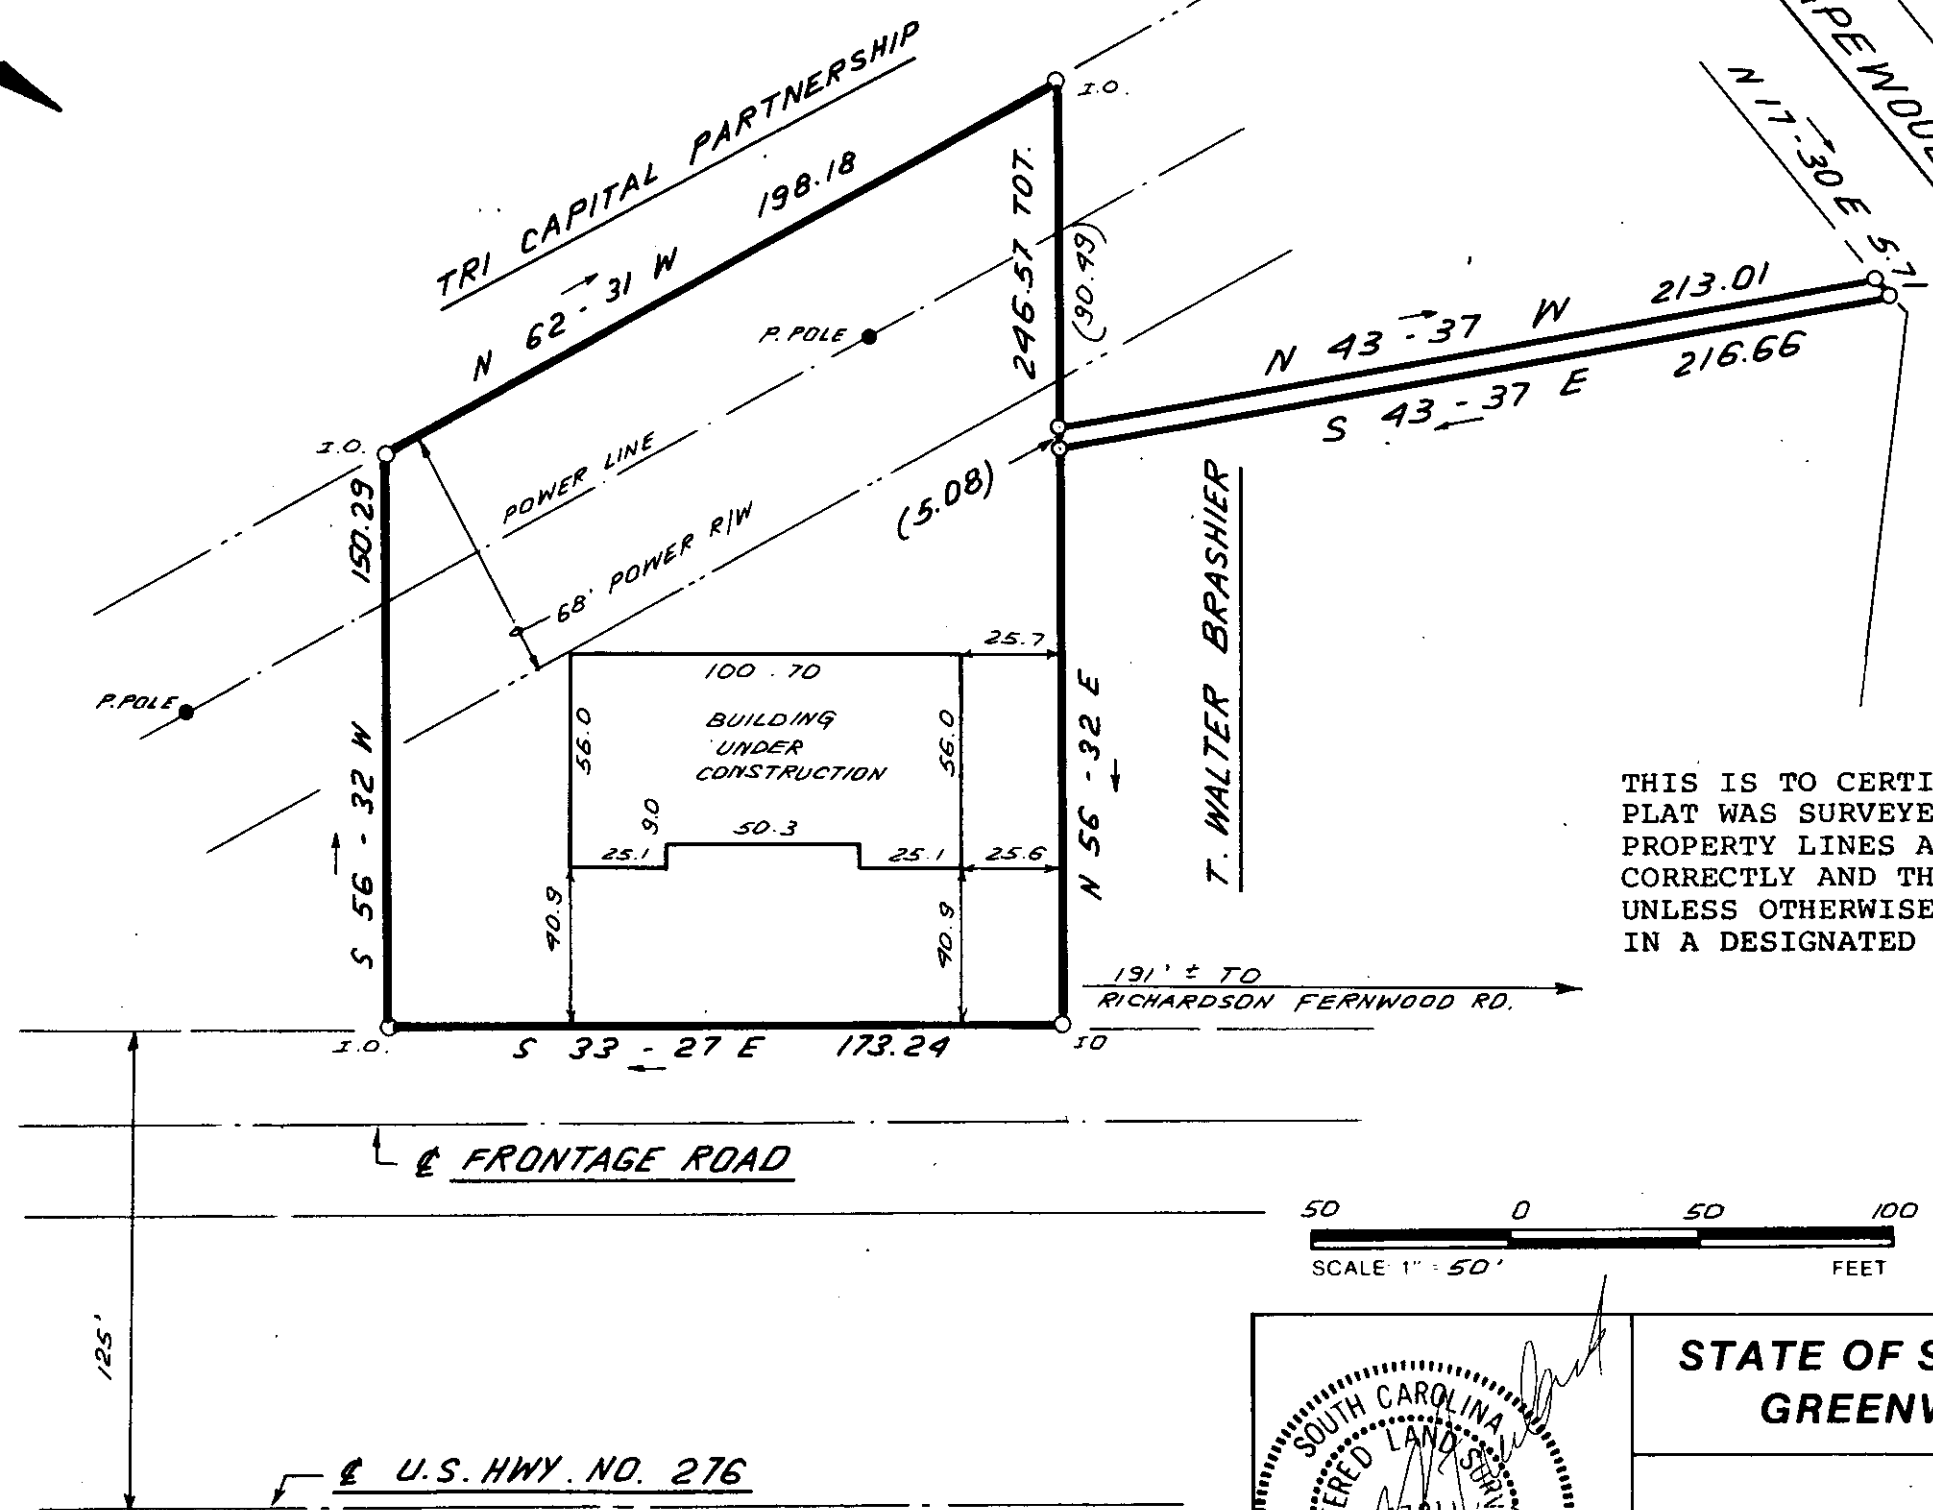 TRI CAPITAL PARTNERSHIP
N 62-31 W 198.18
I.O.
I.O.
246.57 TOT.
(90.49)
N 17-30 E 5.71
N 43-37 W 213.01
S 43-37 E 216.66
P.POLE
POWER LINE
68' POWER R/W
(5.08)
150.29
S 56-32 W
P.POLE
T. WALTER BRASHIER
N 56-32 E
25.7
100.70
BUILDING
UNDER
CONSTRUCTION
56.0
56.0
9.0
50.3
25.1
25.1
25.6
40.9
40.9
THIS IS TO CERTI
PLAT WAS SURVEYE
PROPERTY LINES A
CORRECTLY AND TH
UNLESS OTHERWISE
IN A DESIGNATED
191' ± TO
RICHARDSON FERNWOOD RD.
I.O.
S 33-27 E 173.24
IO
℄ FRONTAGE ROAD
125'
50 0 50 100
SCALE 1" = 50' FEET
℄ U.S. HWY. NO. 276
SOUTH CAROLINA
LAND SURV
STATE OF S
GREENV